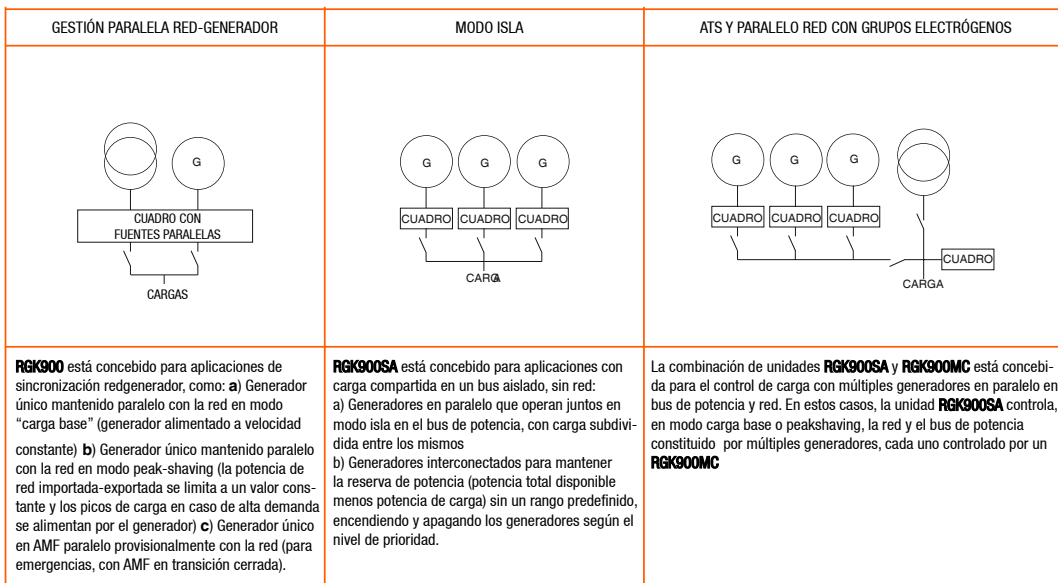 GESTIÓN PARALELA RED-GENERADOR
MODO ISLA
ATS Y PARALELO RED CON GRUPOS ELECTRÓGENOS
G
CUADRO CON
FUENTES PARALELAS
CARGAS
G G G
CUADRO CUADRO CUADRO
CARGA
G G G
CUADRO CUADRO CUADRO
CUADRO
CARGA
RGK900 está concebido para aplicaciones de
sincronización redgenerador, como: a) Generador
único mantenido paralelo con la red en modo
“carga base” (generador alimentado a velocidad
constante) b) Generador único mantenido paralelo
con la red en modo peak-shaving (la potencia de
red importada-exportada se limita a un valor cons-
tante y los picos de carga en caso de alta demanda
se alimentan por el generador) c) Generador único
en AMF paralelo provisionalmente con la red (para
emergencias, con AMF en transición cerrada).
RGK900SA está concebido para aplicaciones con
carga compartida en un bus aislado, sin red:
a) Generadores en paralelo que operan juntos en
modo isla en el bus de potencia, con carga subdivi-
dida entre los mismos
b) Generadores interconectados para mantener
la reserva de potencia (potencia total disponible
menos potencia de carga) sin un rango predefinido,
encendiendo y apagando los generadores según el
nivel de prioridad.
La combinación de unidades RGK900SA y RGK900MC está concebi-
da para el control de carga con múltiples generadores en paralelo en
bus de potencia y red. En estos casos, la unidad RGK900SA controla,
en modo carga base o peakshaving, la red y el bus de potencia
constituido por múltiples generadores, cada uno controlado por un
RGK900MC